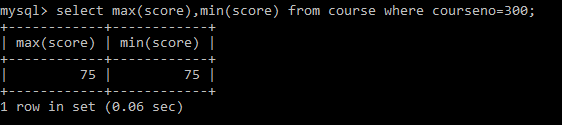 mysql> select max(score),min(score) from course where courseno=300;
+------------+------------+
| max(score) | min(score) |
+------------+------------+
|         75 |         75 |
+------------+------------+
1 row in set (0.06 sec)